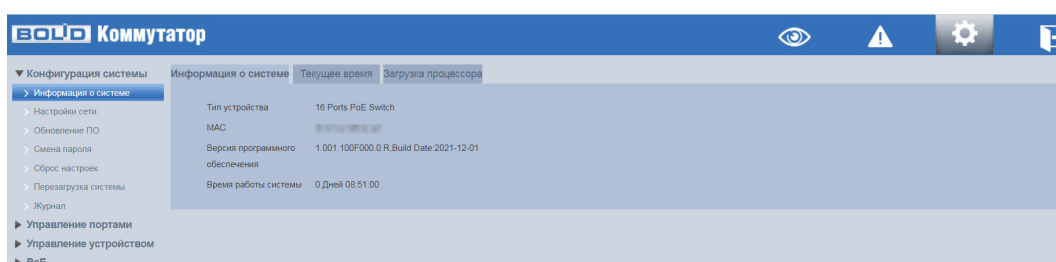 BOLID Коммутатор
Конфигурация системы
Информация о системе
Настройки сети
Обновление ПО
Смена пароля
Сброс настроек
Перезагрузка системы
Журнал
Управление портами
Управление устройством
PoE
Информация о системе Текущее время Загрузка процессора
Тип устройства 16 Ports PoE Switch
MAC
Версия программного 1.001.100F000.0.R,Build Date:2021-12-01
обеспечения
Время работы системы 0 Дней 08:51:00